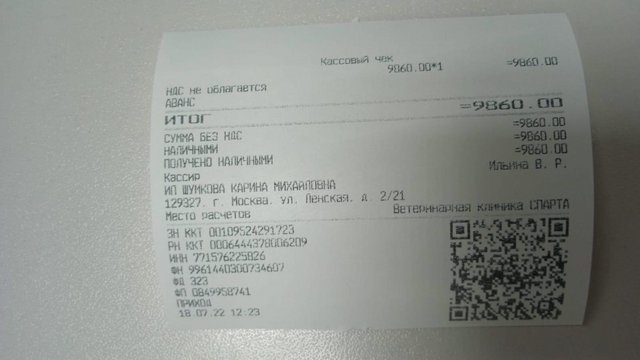 Кассовый чек
9860.00*1 =9860.00
НДС не облагается
АВАНС
ИТОГ =9860.00
СУММА БЕЗ НДС =9860.00
НАЛИЧНЫМИ =9860.00
ПОЛУЧЕНО НАЛИЧНЫМИ =9860.00
Кассир Ильина В. Р.
ИП ШУМКОВА КАРИНА МИХАЙЛОВНА
129327, г. Москва, ул. Ленская, д. 2/21
Место расчетов Ветеринарная клиника СПАРТА
ЗН ККТ 00109524291723
РН ККТ 0006444378006209
ИНН 771576225826
ФН 9961440300734607
ФД 323
ФП 0849958741
ПРИХОД
18.07.22 12:23